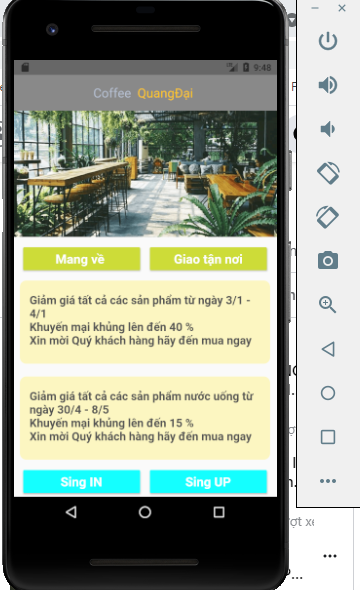 9:48
Coffee QuangĐại
Mang về Giao tận nơi
Giảm giá tất cả các sản phẩm từ ngày 3/1 -
4/1
Khuyến mại khủng lên đến 40 %
Xin mời Quý khách hàng hãy đến mua ngay
Giảm giá tất cả các sản phẩm nước uống từ
ngày 30/4 - 8/5
Khuyến mại khủng lên đến 15 %
Xin mời Quý khách hàng hãy đến mua ngay
Sing IN Sing UP